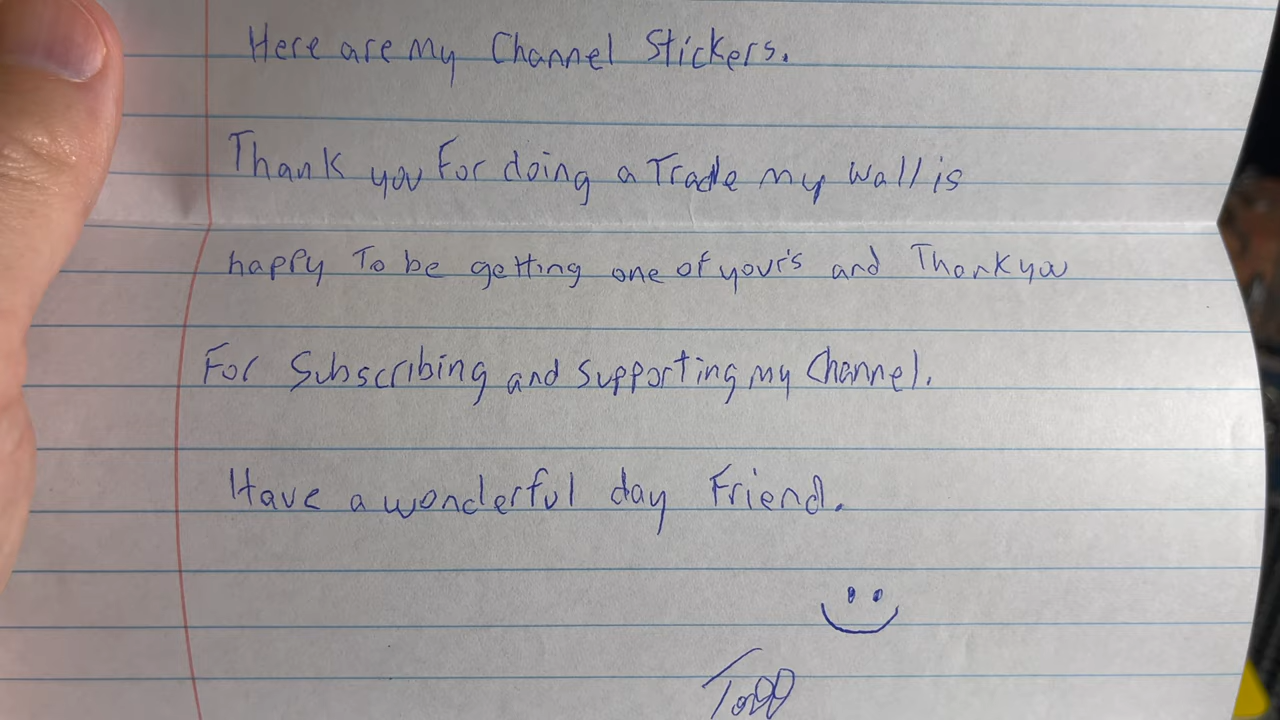 Here are my Channel Stickers.
Thank you For doing a Trade my wall is
happy To be getting one of your's and Thank you
For Subscribing and supporting my Channel.
Have a wonderful day Friend.
Todd